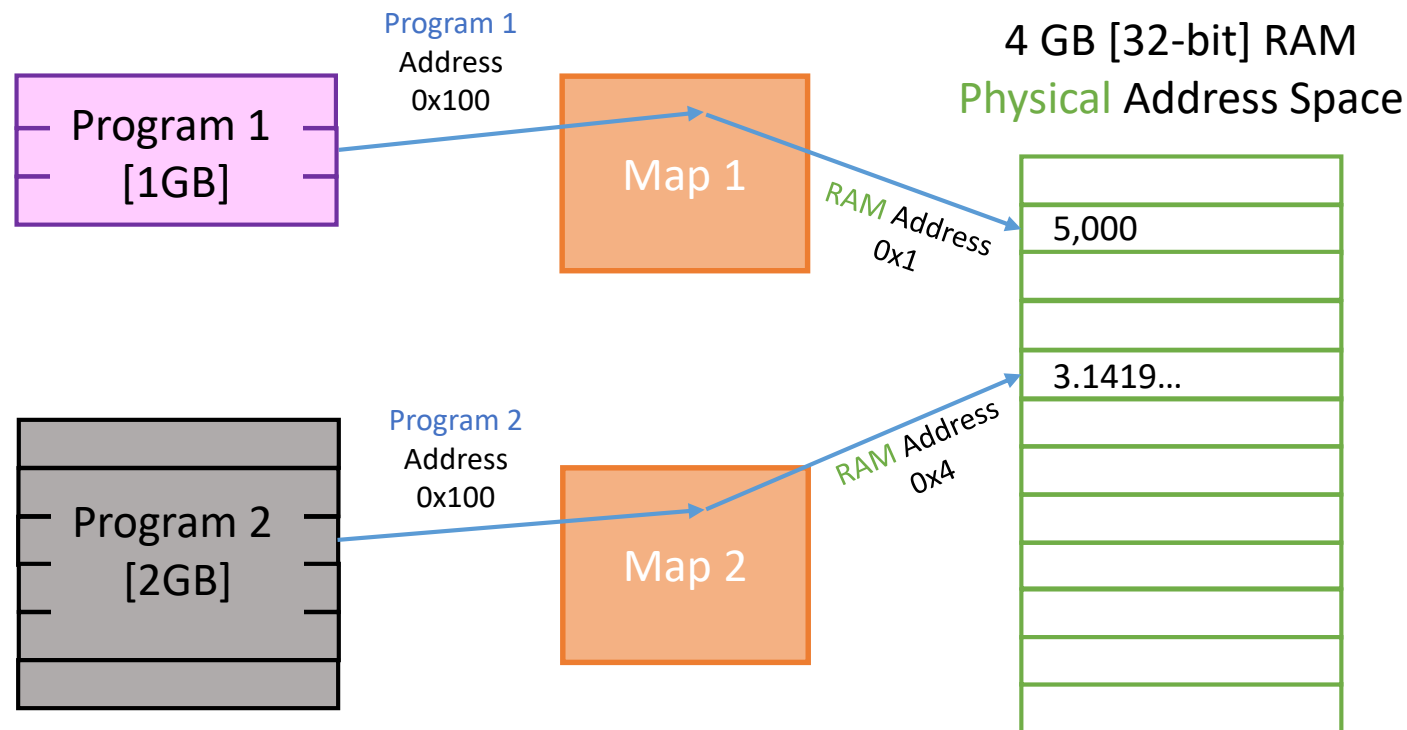 Program 1
Address
0x100
4 GB [32-bit] RAM
Physical Address Space
Program 1
[1GB]
Map 1
RAM Address
0x1
5,000
3.1419...
Program 2
Address
0x100
RAM Address
0x4
Program 2
[2GB]
Map 2